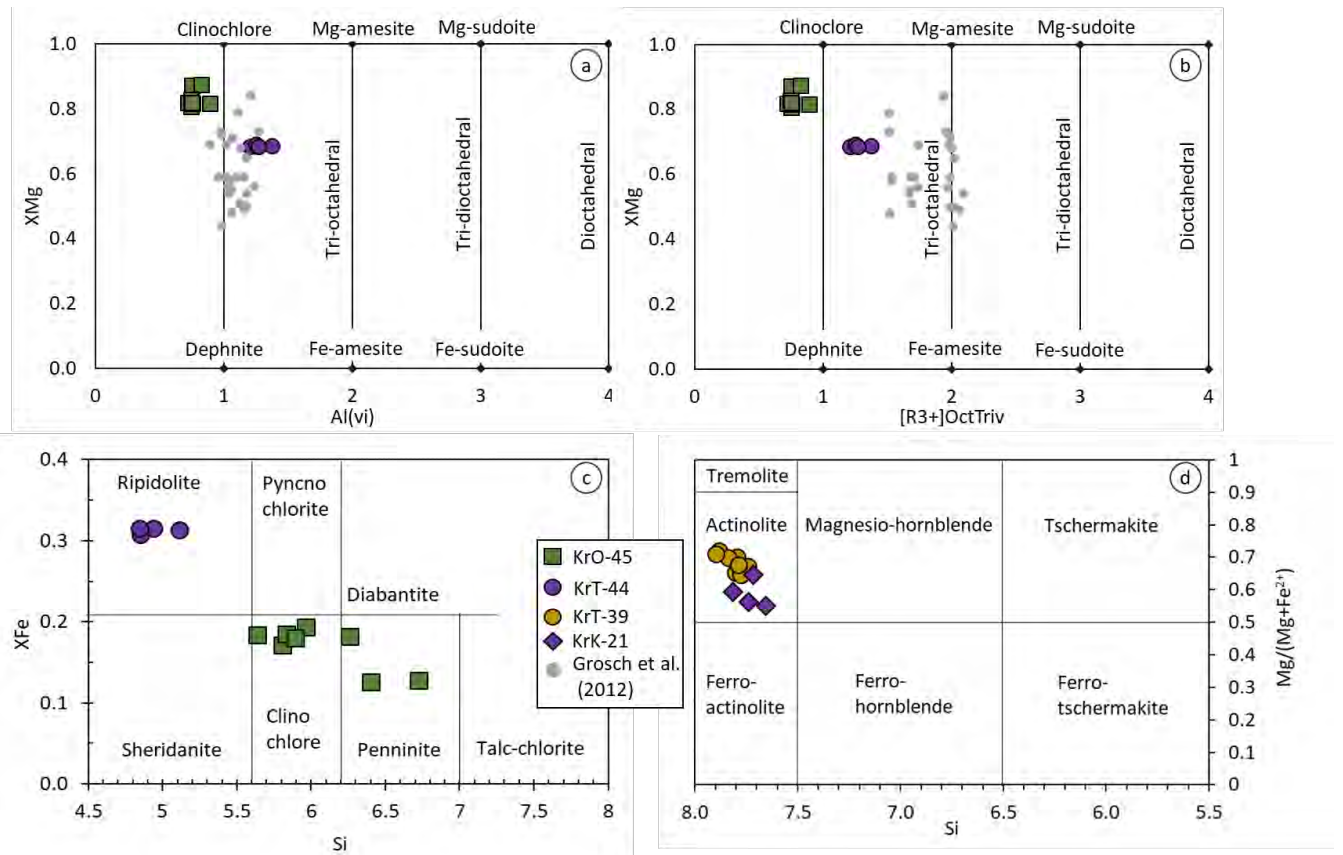 Clinochlore Mg-amesite Mg-sudoite
1.0
a
0.8
0.6
XMg
0.4
0.2
0.0
Tri-octahedral
Tri-dioctahedral
Dioctahedral
Dephnite Fe-amesite Fe-sudoite
0 1 2 3 4
Al(vi)
Clinoclore Mg-amesite Mg-sudoite
1.0
b
0.8
0.6
XMg
0.4
0.2
0.0
Tri-octahedral
Tri-dioctahedral
Dioctahedral
Dephnite Fe-amesite Fe-sudoite
0 1 2 3 4
[R3+]OctTriv
0.4
c
Ripidolite
Pyncno
chlorite
0.3
Diabantite
XFe
0.2
0.1
Clino
chlore
Sheridanite
Penninite
Talc-chlorite
0.0
4.5 5 5.5 6 6.5 7 7.5 8
Si
KrO-45
KrT-44
KrT-39
KrK-21
Grosch et al.
(2012)
Tremolite
d
Actinolite Magnesio-hornblende Tschermakite
Ferro-
actinolite
Ferro-
hornblende
Ferro-
tschermakite
1
0.9
0.8
0.7
0.6
0.5
0.4
0.3
0.2
0.1
0
Mg/(Mg+Fe²⁺)
8.0 7.5 7.0 6.5 6.0 5.5
Si